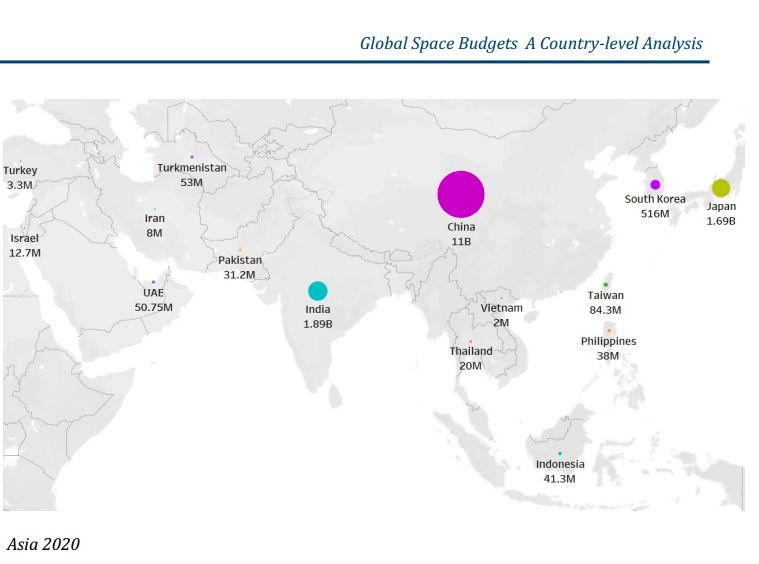 Global Space Budgets A Country-level Analysis
Turkey
3.3M
Turkmenistan
53M
China
11B
South Korea
516M
Japan
1.69B
Iran
8M
Israel
12.7M
Pakistan
31.2M
UAE
50.75M
India
1.89B
Taiwan
84.3M
Vietnam
2M
Philippines
38M
Thailand
20M
Indonesia
41.3M
Asia 2020